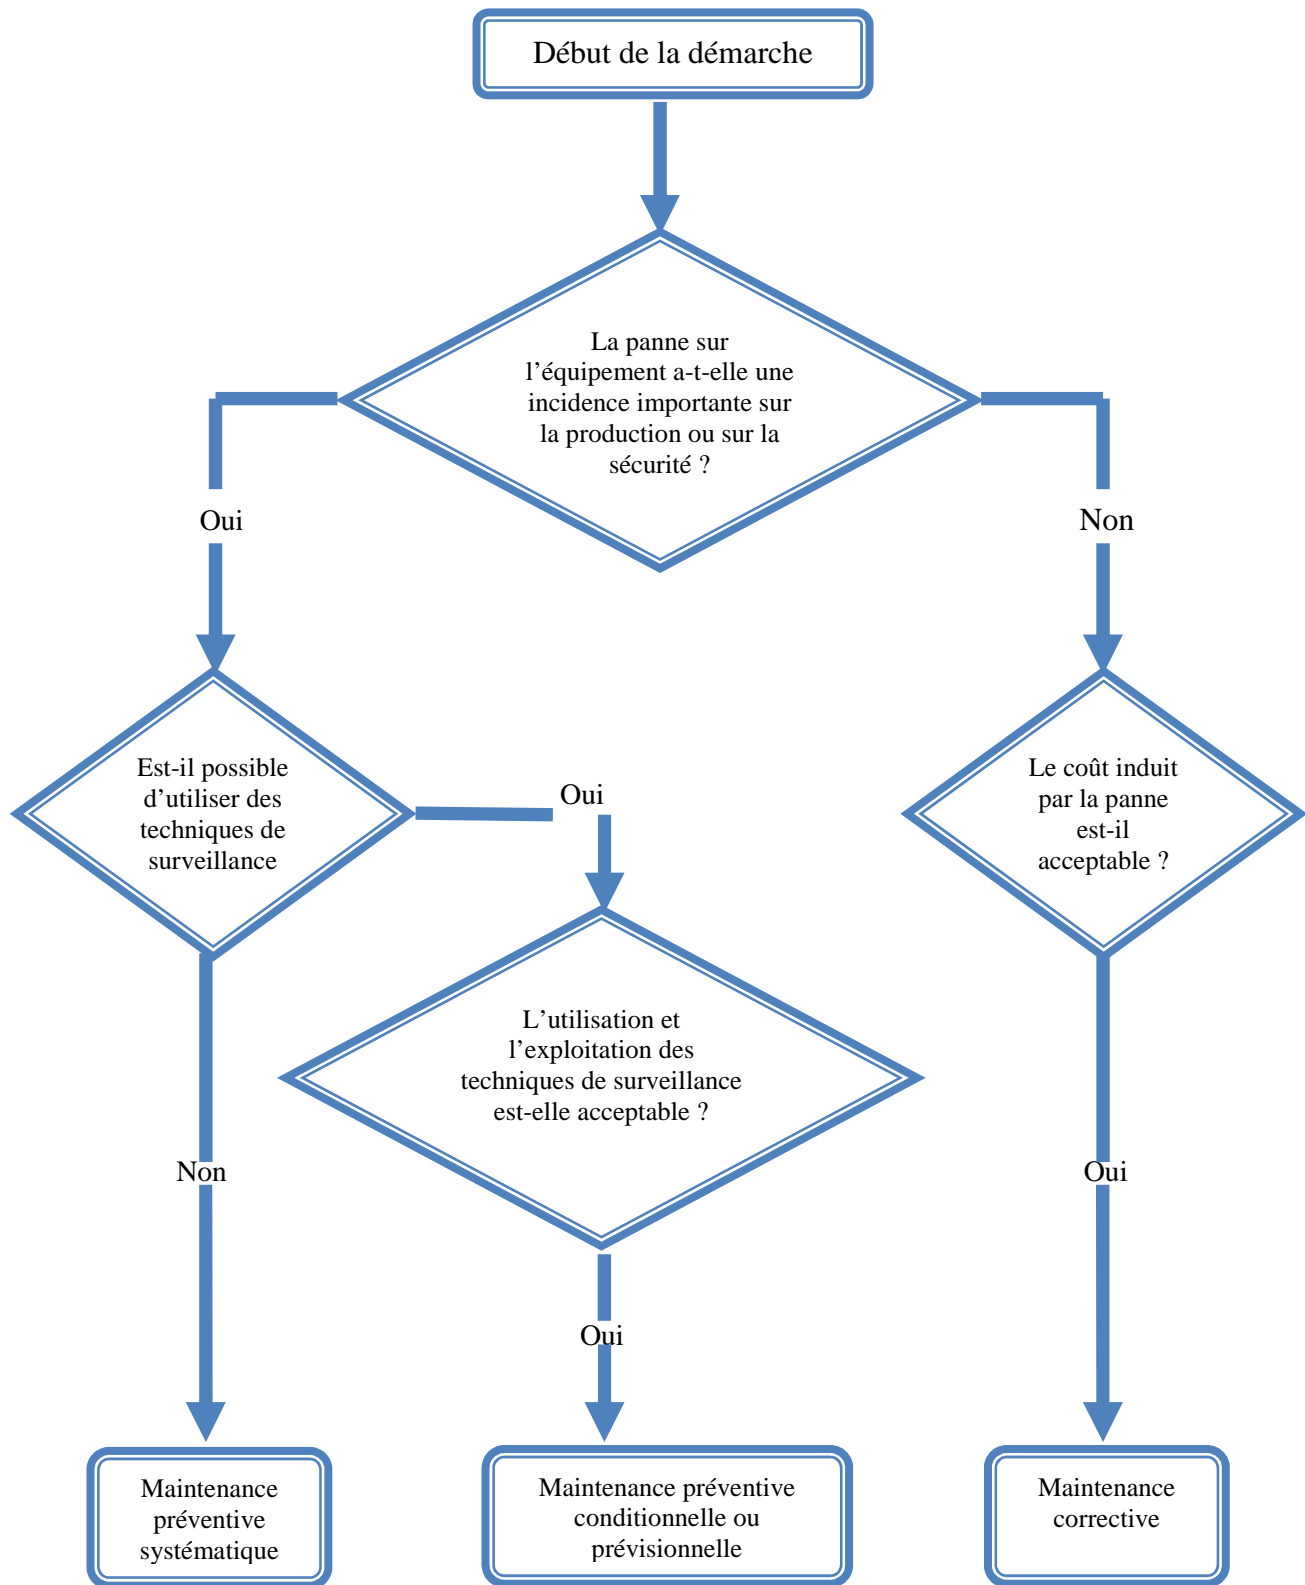 Début de la démarche
La panne sur
l’équipement a-t-elle une
incidence importante sur
la production ou sur la
sécurité ?
Oui
Non
Est-il possible
d’utiliser des
techniques de
surveillance
Oui
Le coût induit
par la panne
est-il
acceptable ?
L’utilisation et
l’exploitation des
techniques de surveillance
est-elle acceptable ?
Non
Oui
Oui
Maintenance
préventive
systématique
Maintenance préventive
conditionnelle ou
prévisionnelle
Maintenance
corrective